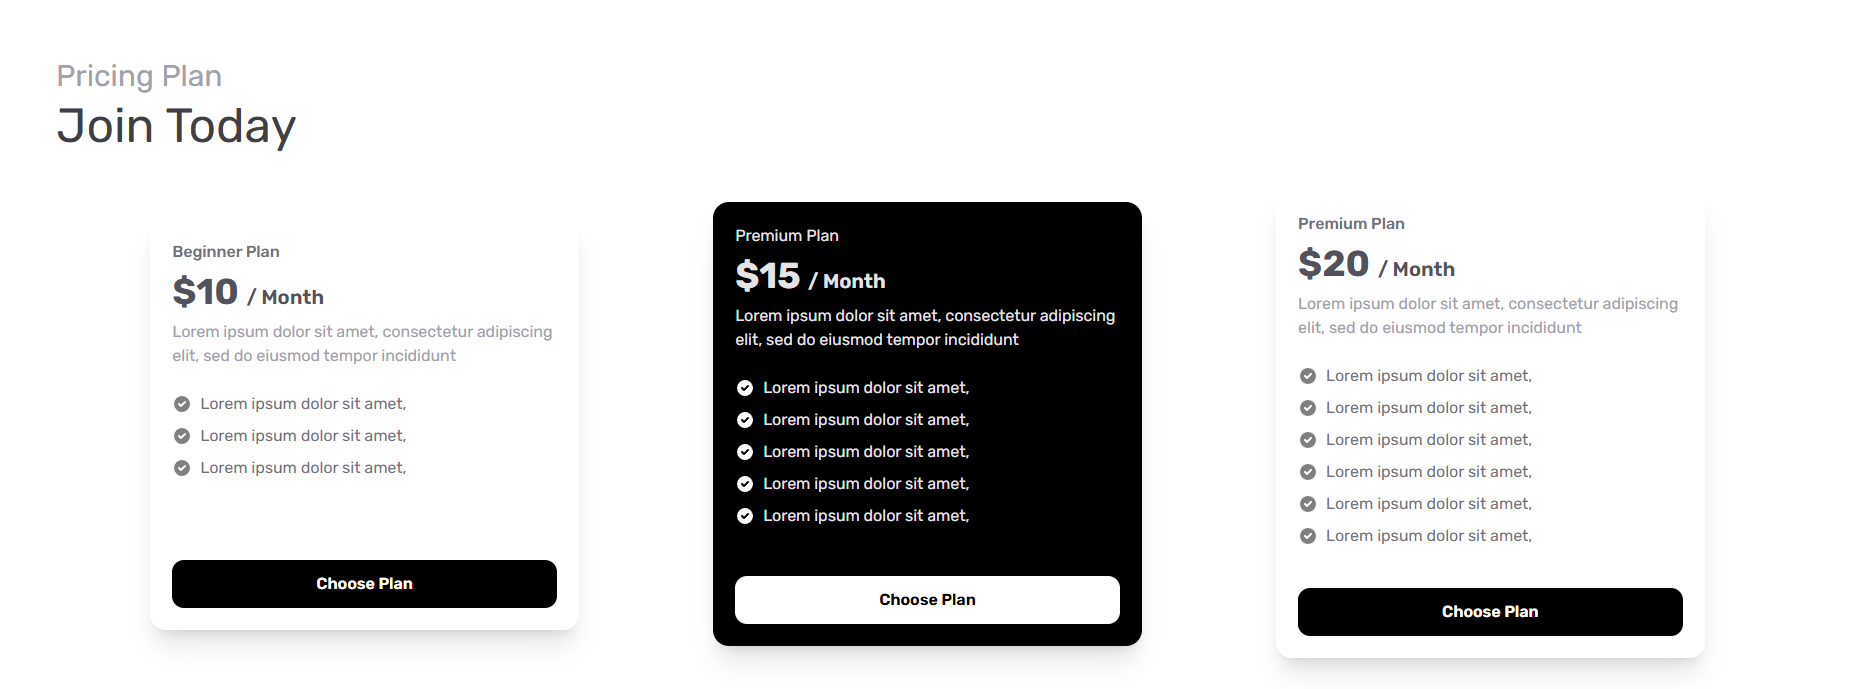 Pricing Plan
Join Today
Beginner Plan
$10 / Month
Lorem ipsum dolor sit amet, consectetur adipiscing
elit, sed do eiusmod tempor incididunt
Lorem ipsum dolor sit amet,
Lorem ipsum dolor sit amet,
Lorem ipsum dolor sit amet,
Choose Plan
Premium Plan
$15 / Month
Lorem ipsum dolor sit amet, consectetur adipiscing
elit, sed do eiusmod tempor incididunt
Lorem ipsum dolor sit amet,
Lorem ipsum dolor sit amet,
Lorem ipsum dolor sit amet,
Lorem ipsum dolor sit amet,
Lorem ipsum dolor sit amet,
Choose Plan
Premium Plan
$20 / Month
Lorem ipsum dolor sit amet, consectetur adipiscing
elit, sed do eiusmod tempor incididunt
Lorem ipsum dolor sit amet,
Lorem ipsum dolor sit amet,
Lorem ipsum dolor sit amet,
Lorem ipsum dolor sit amet,
Lorem ipsum dolor sit amet,
Lorem ipsum dolor sit amet,
Choose Plan